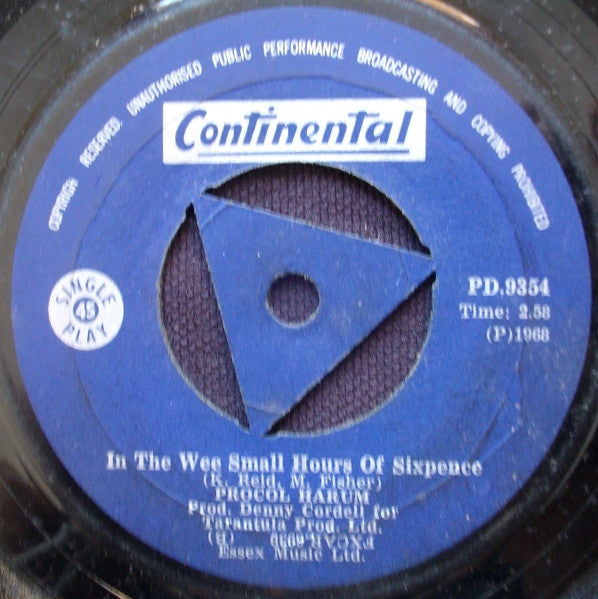 COPYRIGH RESERVED. UNAUTHORISED PUBLIC PERFORMANCE BROADCASTING AND COPYING PROHIBITED
Continental
SINGLE
45
PLAY
PD.9354
Time: 2.58
(P)1968
In The Wee Small Hours Of Sixpence
(K. Reid, M. Fisher)
PROCOL HARUM
Prod. Denny Cordell for
Tarantula Prod. Ltd.
Essex Music Ltd.